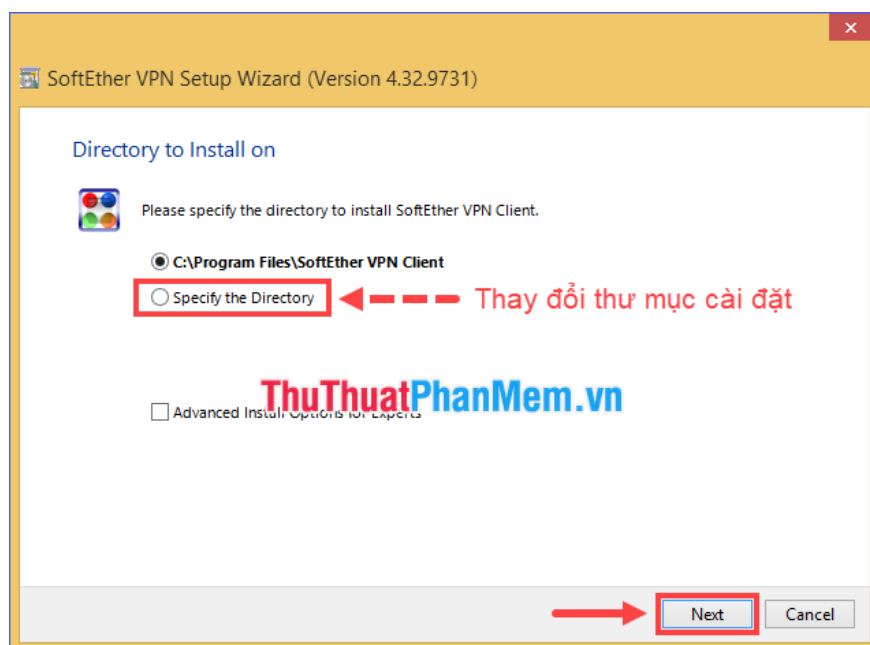 SoftEther VPN Setup Wizard (Version 4.32.9731)
Directory to Install on
Please specify the directory to install SoftEther VPN Client.
C:\Program Files\SoftEther VPN Client
Specify the Directory
Thay đổi thư mục cài đặt
ThuThuatPhanMem.vn
Advanced Install Options for Experts
Next
Cancel